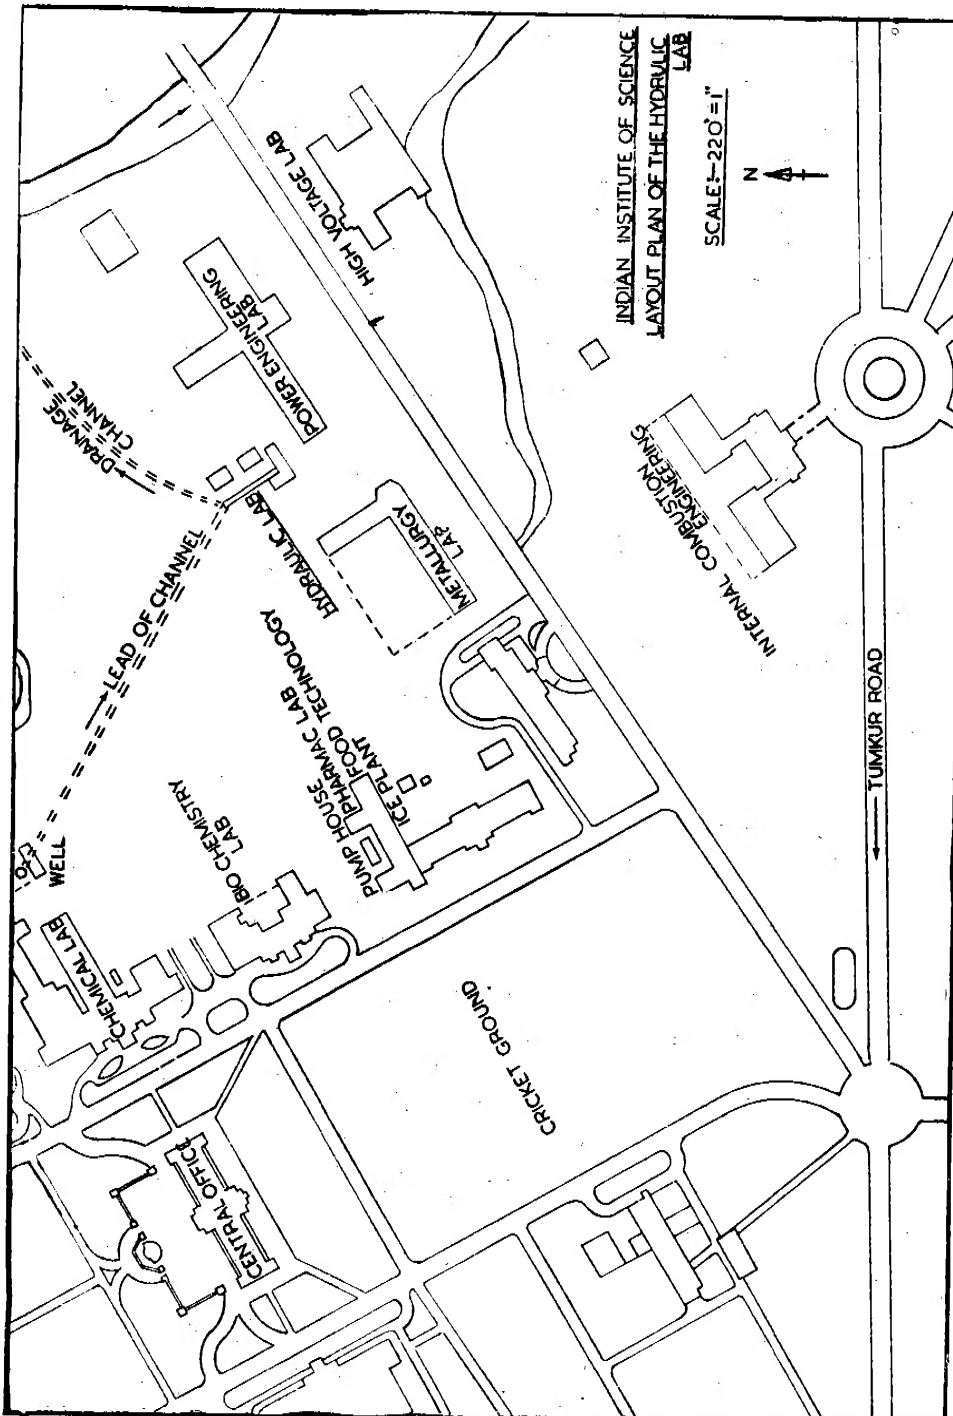 INDIAN INSTITUTE OF SCIENCE
LAYOUT PLAN OF THE HYDRULIC
LAB
SCALE:-220'=1"
N
HIGH VOLTAGE LAB
POWER ENGINEERING
LAB
DRAINAGE
CHANNEL
LEAD OF CHANNEL
HYDRAULIC LAB
METALLURGY
LAP
INTERNAL COMBUSTION
ENGINEERING
TUMKUR ROAD
WELL
BIO CHEMISTRY
LAB
PUMP HOUSE
PHARMAC LAB
FOOD TECHNOLOGY
ICE PLANT
CHEMICAL LAB
CRICKET GROUND
CENTRAL OFFICE